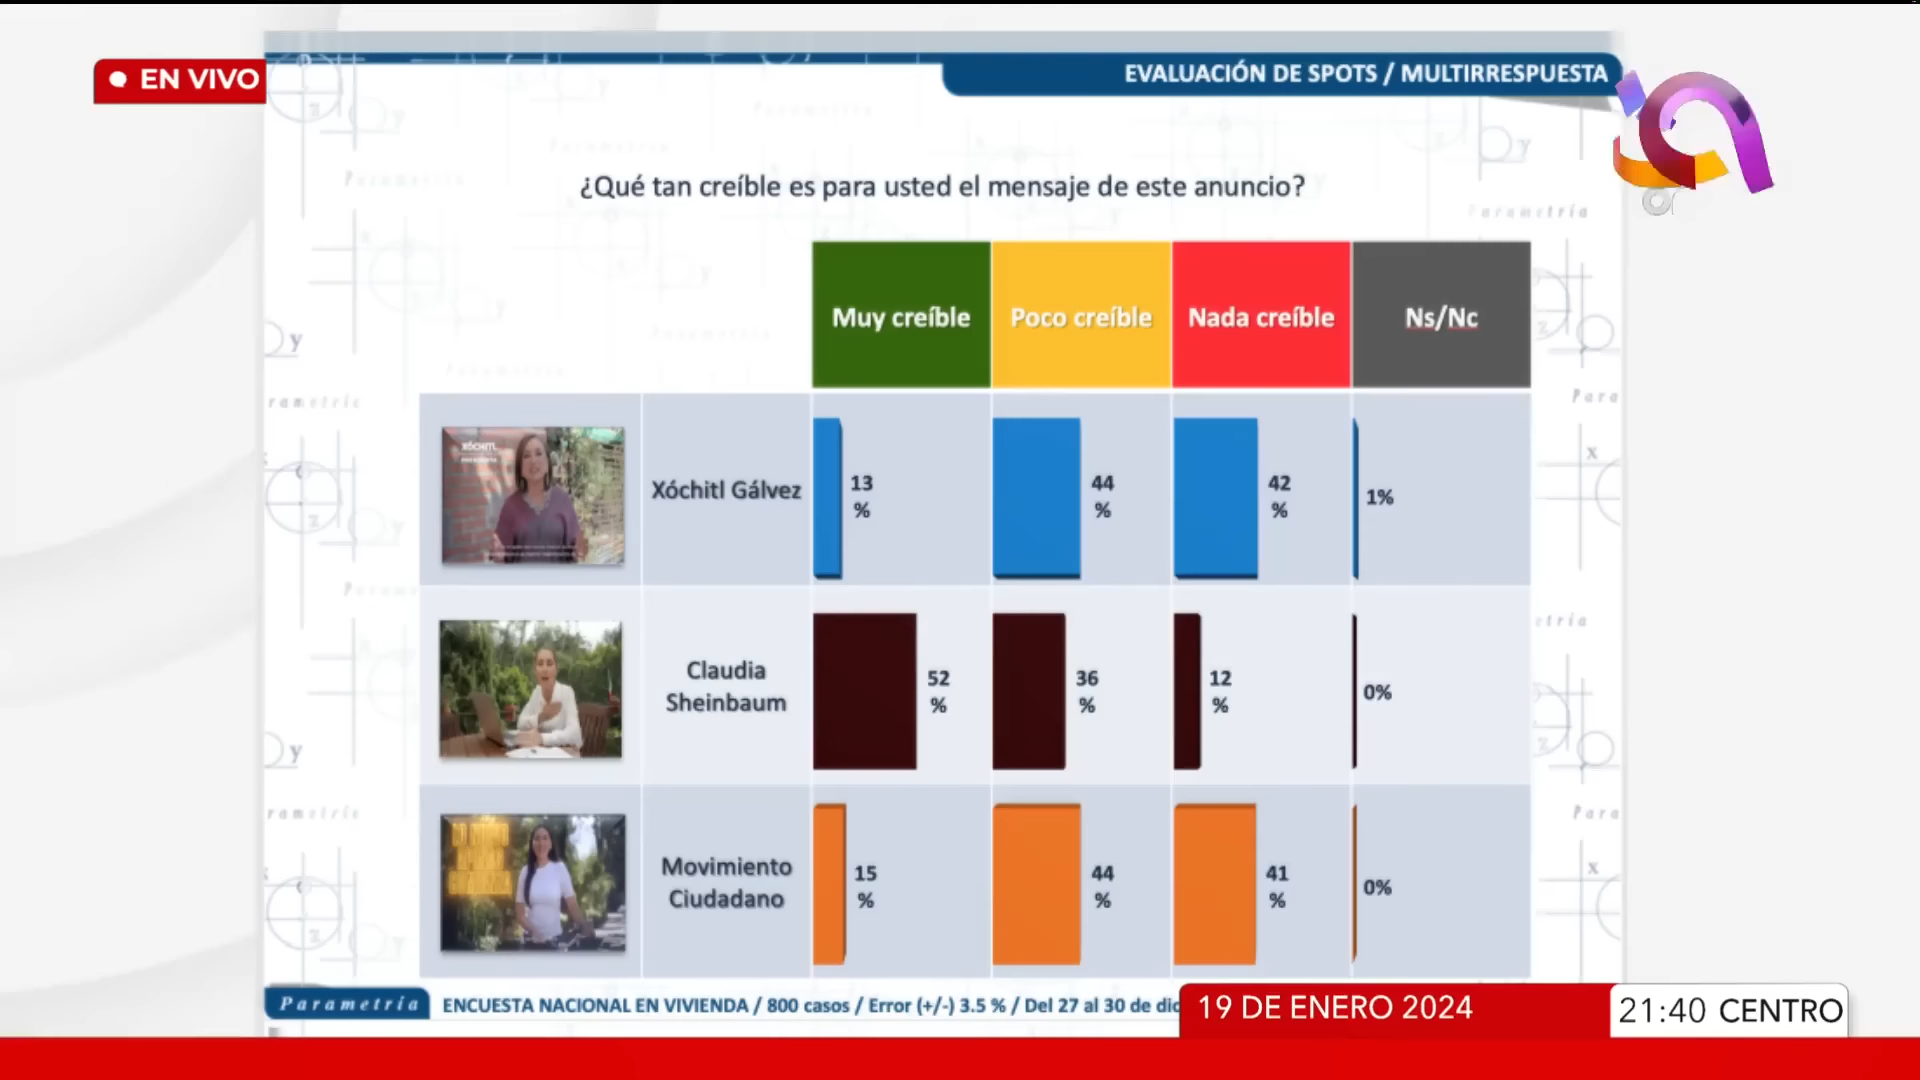 EN VIVO
EVALUACIÓN DE SPOTS / MULTIRRESPUESTA
¿Qué tan creíble es para usted el mensaje de este anuncio?
Muy creíble
Poco creíble
Nada creíble
Ns/Nc
XÓCHITL
Xóchitl Gálvez
13
%
44
%
42
%
1%
Claudia
Sheinbaum
52
%
36
%
12
%
0%
Movimiento
Ciudadano
15
%
44
%
41
%
0%
Parametría
ENCUESTA NACIONAL EN VIVIENDA / 800 casos / Error (+/-) 3.5 % / Del 27 al 30 de dic
19 DE ENERO 2024
21:40 CENTRO